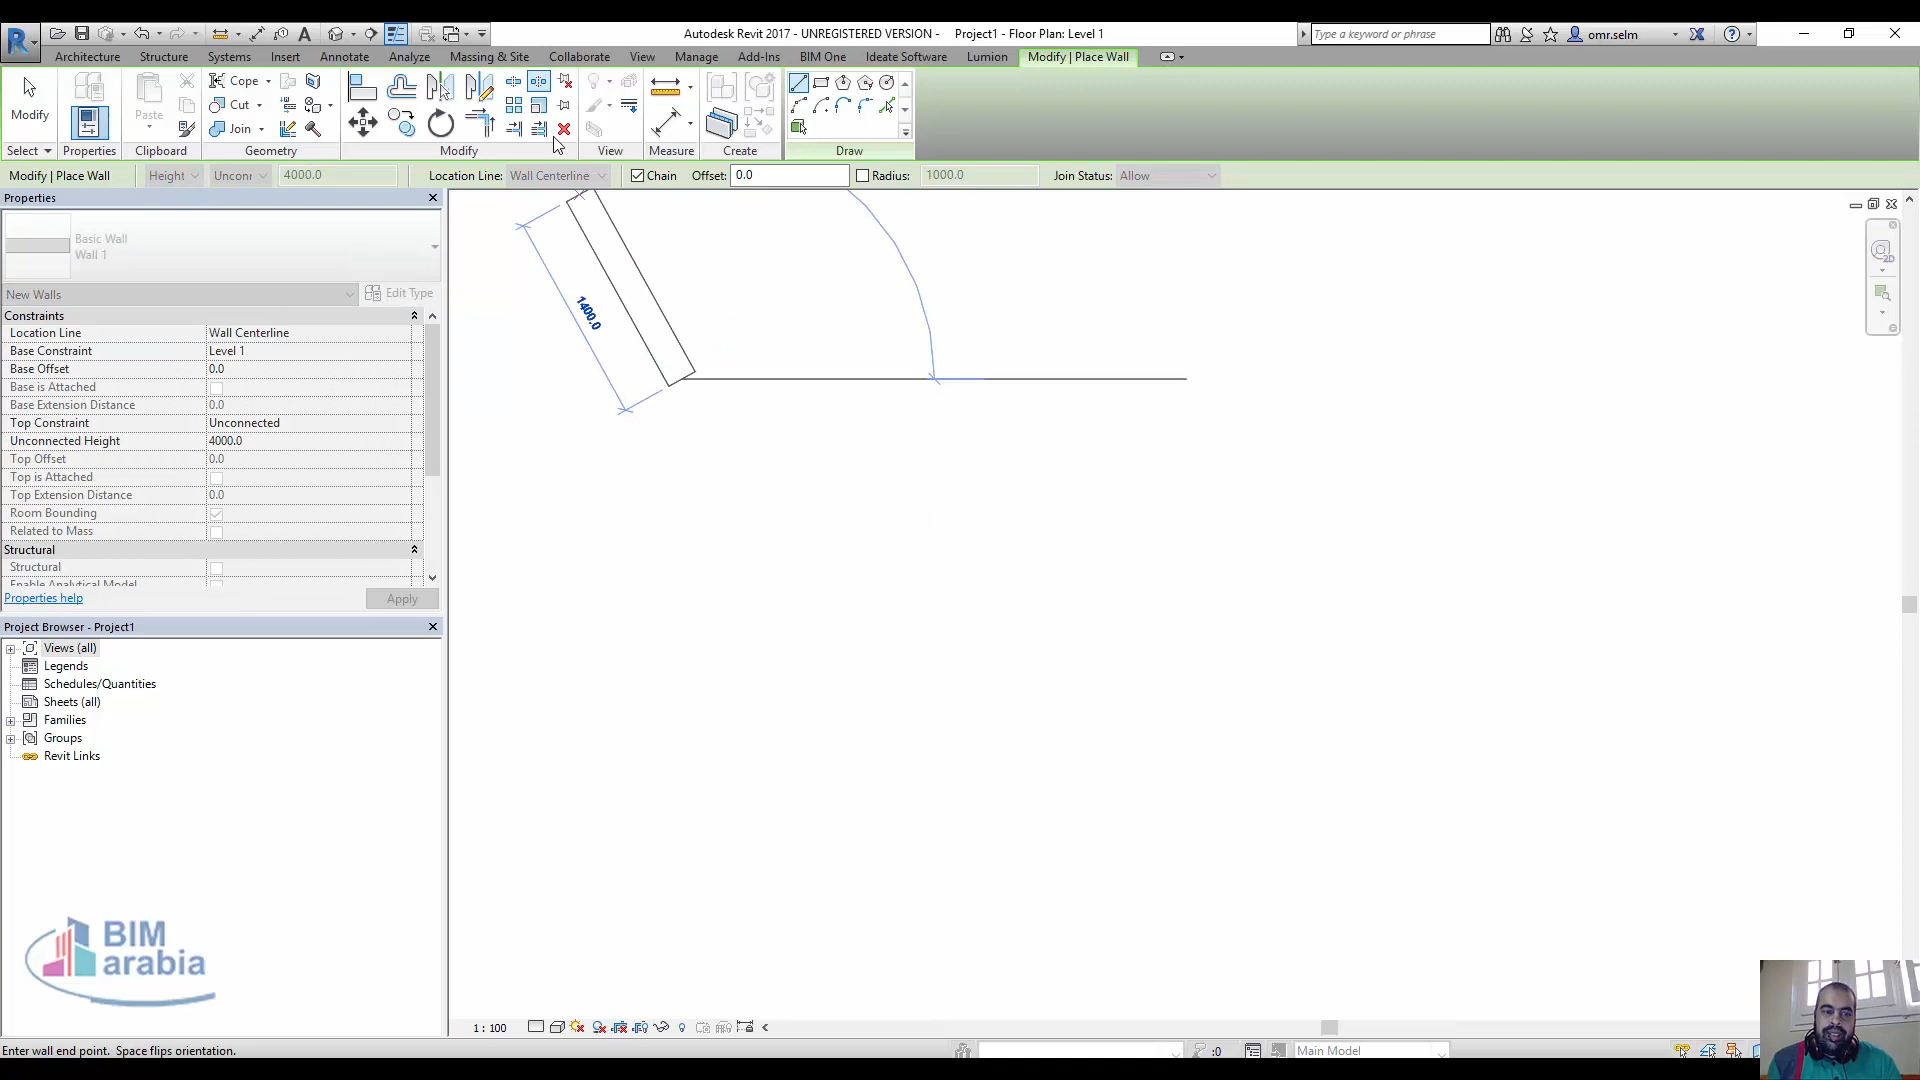 Autodesk Revit 2017 - UNREGISTERED VERSION - Project1 - Floor Plan: Level 1
Type a keyword or phrase
omr.selm
Architecture Structure Systems Insert Annotate Analyze Massing & Site Collaborate View Manage Add-Ins BIM One Ideate Software Lumion Modify | Place Wall
Modify
Paste
Cope
Cut
Join
Select Properties Clipboard Geometry Modify View Measure Create Draw
Modify | Place Wall Height Unconr 4000.0 Location Line: Wall Centerline Chain Offset: 0.0 Radius: 1000.0 Join Status: Allow
Properties
Basic Wall
Wall 1
New Walls Edit Type
Constraints
Location Line Wall Centerline
Base Constraint Level 1
Base Offset 0.0
Base is Attached
Base Extension Distance 0.0
Top Constraint Unconnected
Unconnected Height 4000.0
Top Offset 0.0
Top is Attached
Top Extension Distance 0.0
Room Bounding
Related to Mass
Structural
Structural
Enable Analytical Model
Properties help Apply
Project Browser - Project1
Views (all)
Legends
Schedules/Quantities
Sheets (all)
Families
Groups
Revit Links
1400.0
2D
BIM
arabia
1 : 100
Enter wall end point. Space flips orientation.
:0
Main Model